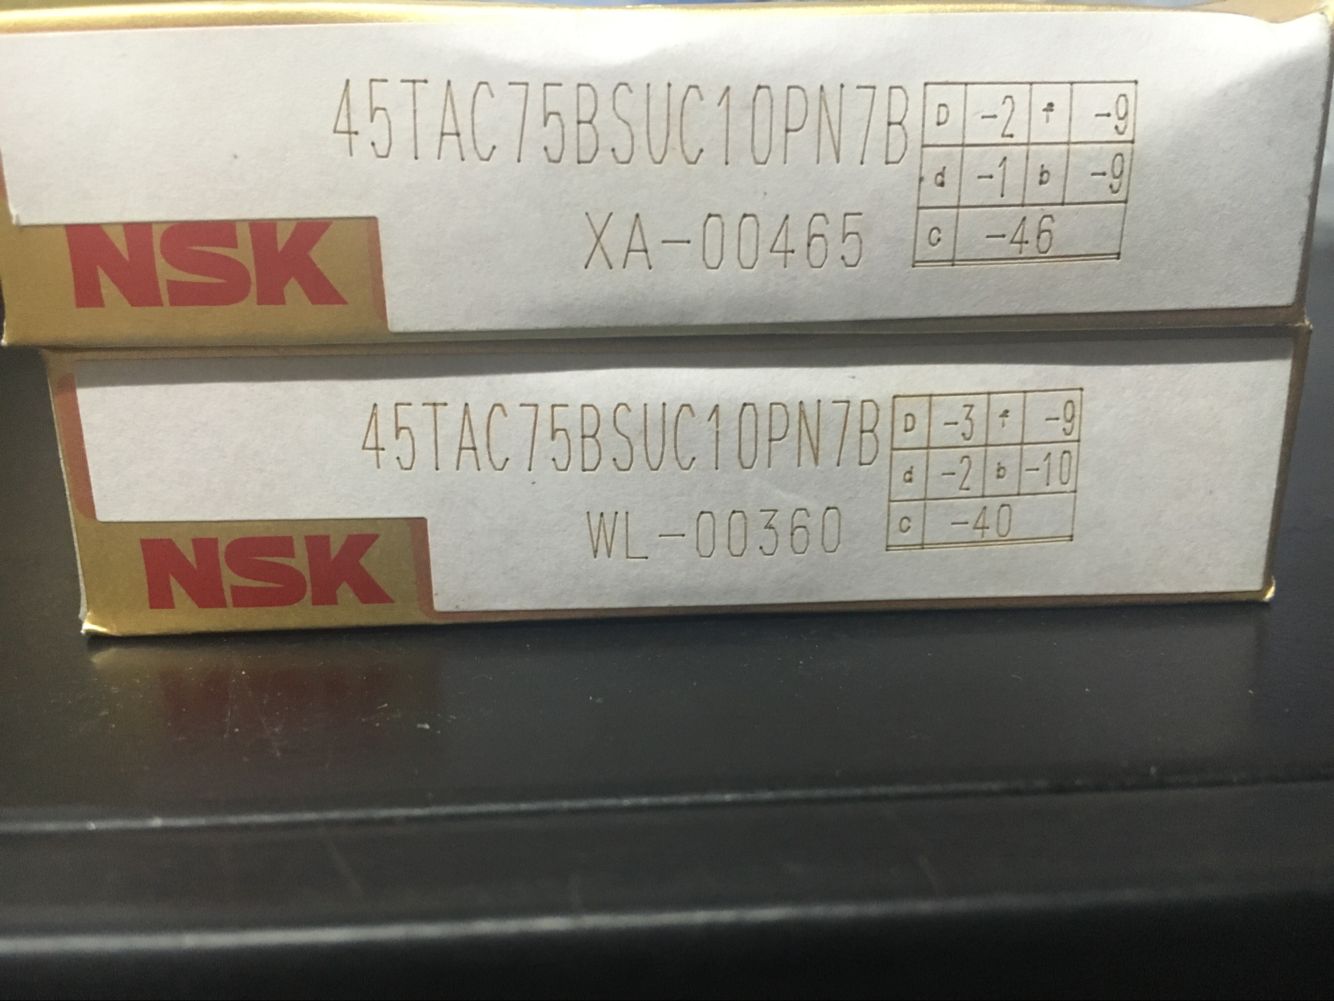 45TAC75BSUC10PN7B
D -2 f -9
d -1 b -9
XA-00465
c -46
NSK
45TAC75BSUC10PN7B
D -3 f -9
d -2 b -10
WL-00360
c -40
NSK